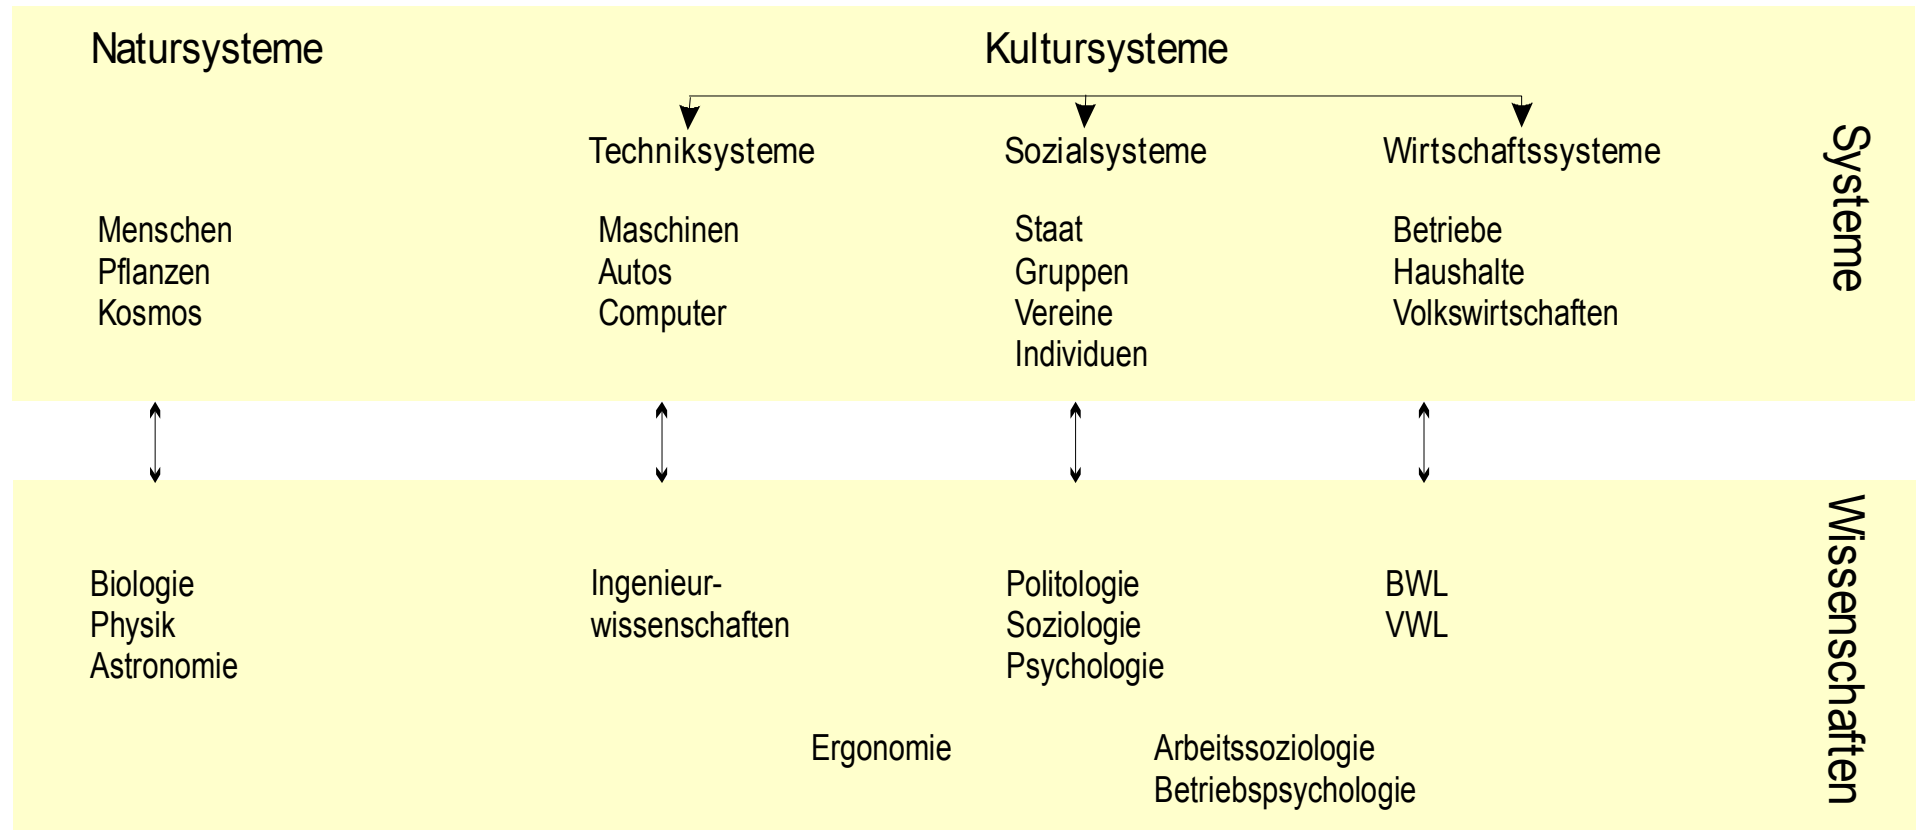 Natursysteme
Kultursysteme
Techniksysteme
Sozialsysteme
Wirtschaftssysteme
Systeme
Menschen
Pflanzen
Kosmos
Maschinen
Autos
Computer
Staat
Gruppen
Vereine
Individuen
Betriebe
Haushalte
Volkswirtschaften
Wissenschaften
Biologie
Physik
Astronomie
Ingenieur-
wissenschaften
Politologie
Soziologie
Psychologie
BWL
VWL
Ergonomie
Arbeitssoziologie
Betriebspsychologie